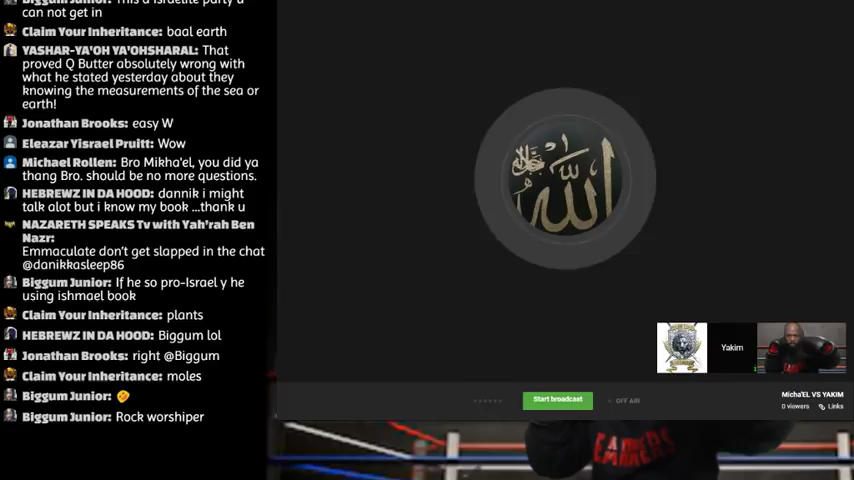 Biggum Junior: This a Israelite party u
can not get in
Claim Your Inheritance: baal earth
YASHAR-YA'OH YA'OHSHARAL: That
proved Q Butter absolutely wrong with
what he stated yesterday about they
knowing the measurements of the sea or
earth!
Jonathan Brooks: easy W
Eleazar Yisrael Pruitt: Wow
Michael Rollen: Bro Mikha'el, you did ya
thang Bro. should be no more questions.
HEBREWZ IN DA HOOD: dannik i might
talk alot but i know my book ...thank u
NAZARETH SPEAKS Tv with Yah'rah Ben
Nazr:
Emmaculate don't get slapped in the chat
@danikkasleep86
Biggum Junior: If he so pro-Israel y he
using ishmael book
Claim Your Inheritance: plants
HEBREWZ IN DA HOOD: Biggum lol
Jonathan Brooks: right @Biggum
Claim Your Inheritance: moles
Biggum Junior: 🤣
Biggum Junior: Rock worshiper
الله جل جلاله
Yakim
Start broadcast
OFF AIR
Micha'EL VS YAKIM
0 viewers
Links